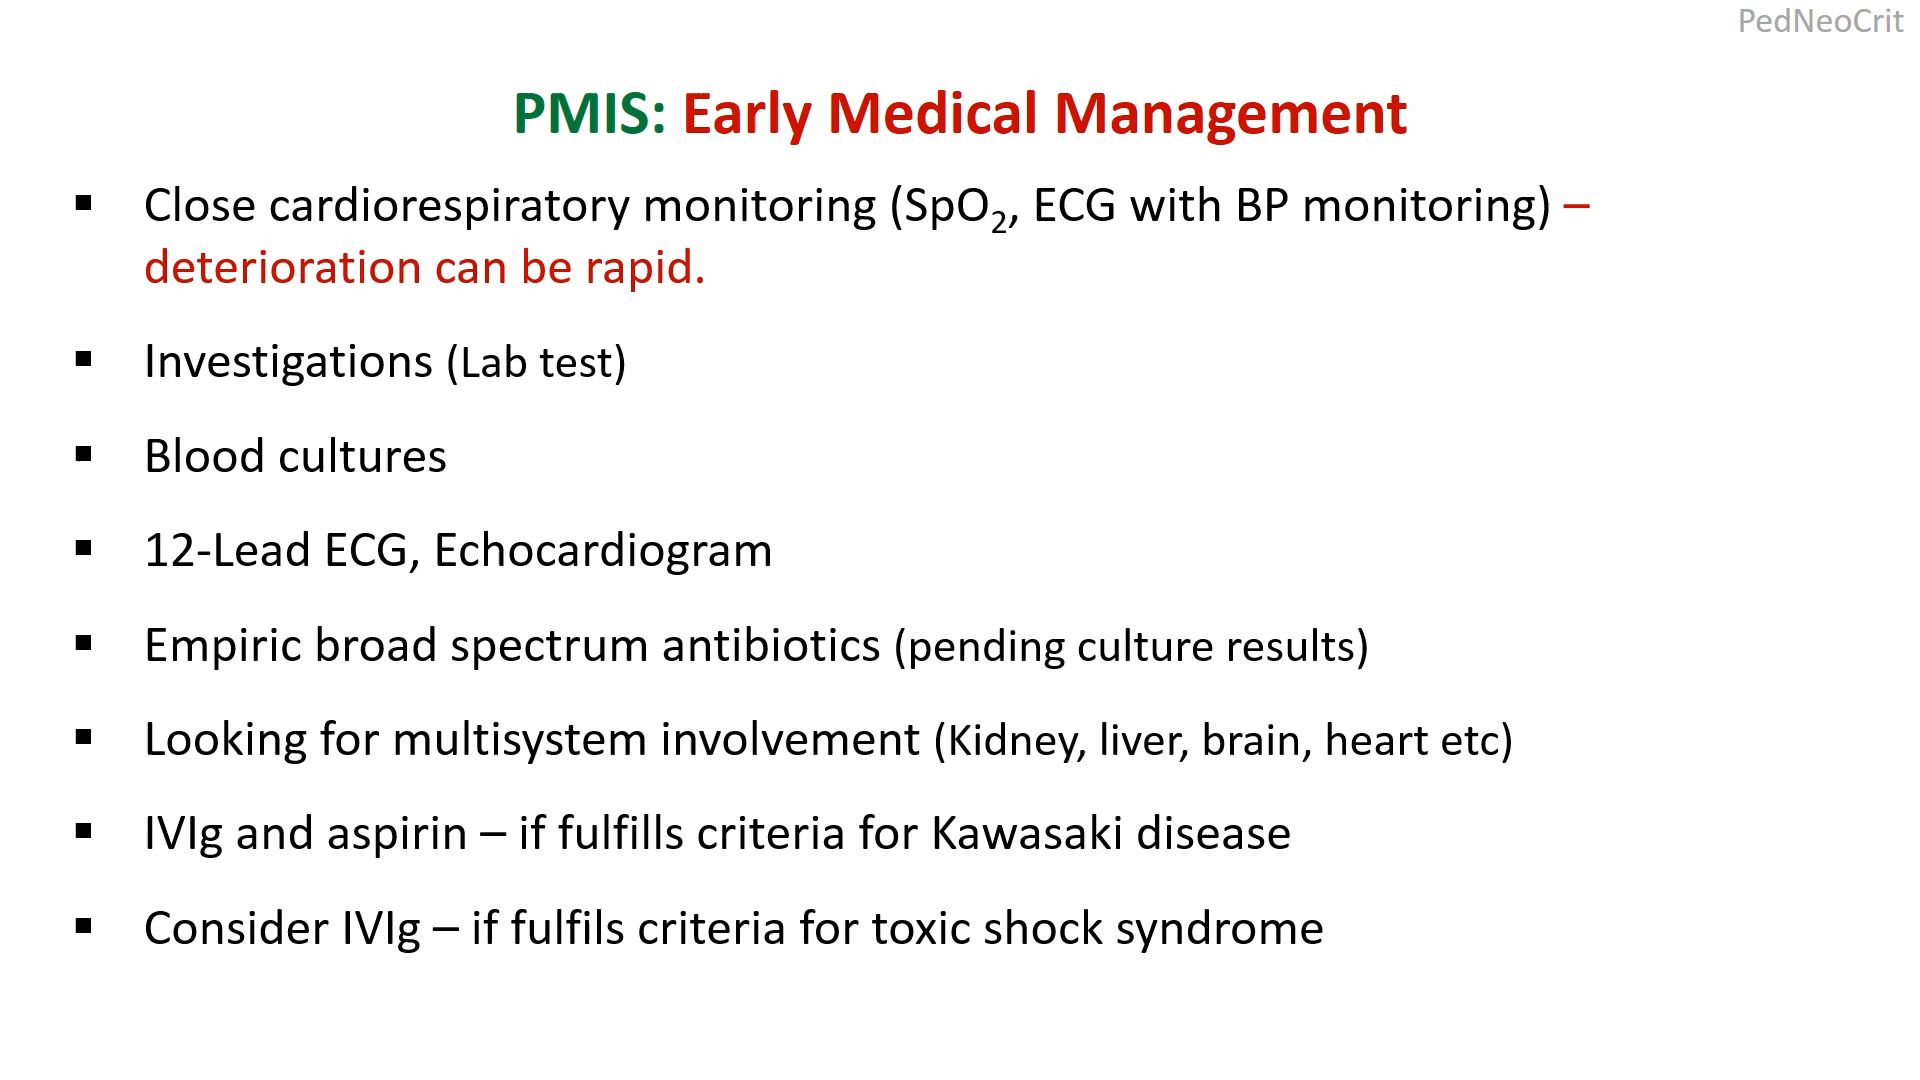 PedNeoCrit
PMIS: Early Medical Management
▪ Close cardiorespiratory monitoring (SpO₂, ECG with BP monitoring) –
deterioration can be rapid.
▪ Investigations (Lab test)
▪ Blood cultures
▪ 12-Lead ECG, Echocardiogram
▪ Empiric broad spectrum antibiotics (pending culture results)
▪ Looking for multisystem involvement (Kidney, liver, brain, heart etc)
▪ IVIg and aspirin – if fulfills criteria for Kawasaki disease
▪ Consider IVIg – if fulfils criteria for toxic shock syndrome